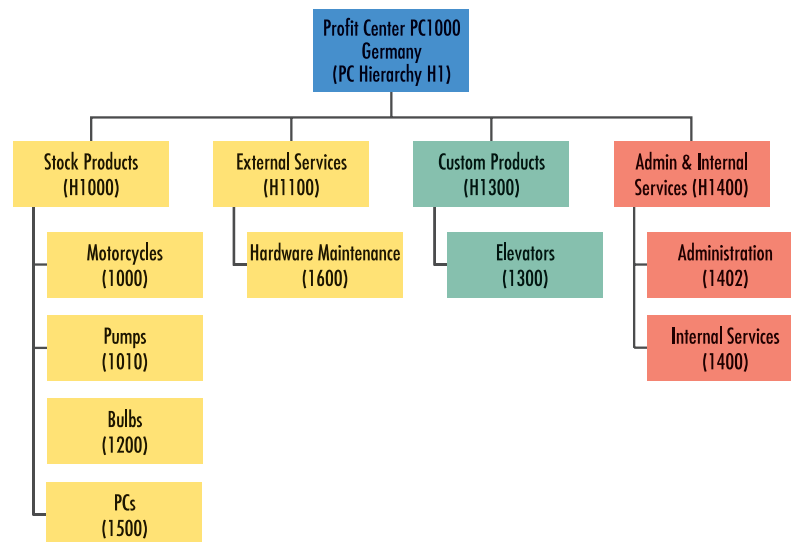 Profit Center PC1000
Germany
(PC Hierarchy H1)
Stock Products
(H1000)
External Services
(H1100)
Custom Products
(H1300)
Admin & Internal
Services (H1400)
Motorcycles
(1000)
Hardware Maintenance
(1600)
Elevators
(1300)
Administration
(1402)
Pumps
(1010)
Internal Services
(1400)
Bulbs
(1200)
PCs
(1500)